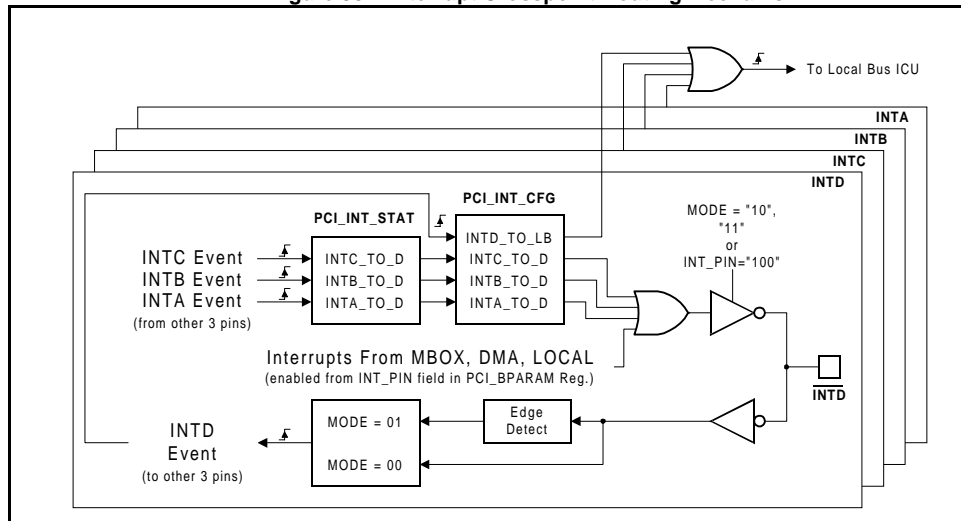 To Local Bus ICU
INTA
INTB
INTC
INTD
PCI_INT_STAT
PCI_INT_CFG
MODE = "10",
"11"
or
INT_PIN="100"
INTC Event
INTB Event
INTA Event
(from other 3 pins)
INTC_TO_D
INTB_TO_D
INTA_TO_D
INTD_TO_LB
INTC_TO_D
INTB_TO_D
INTA_TO_D
Interrupts From MBOX, DMA, LOCAL
(enabled from INT_PIN field in PCI_BPARAM Reg.)
INTD
INTD
Event
(to other 3 pins)
MODE = 01
MODE = 00
Edge
Detect